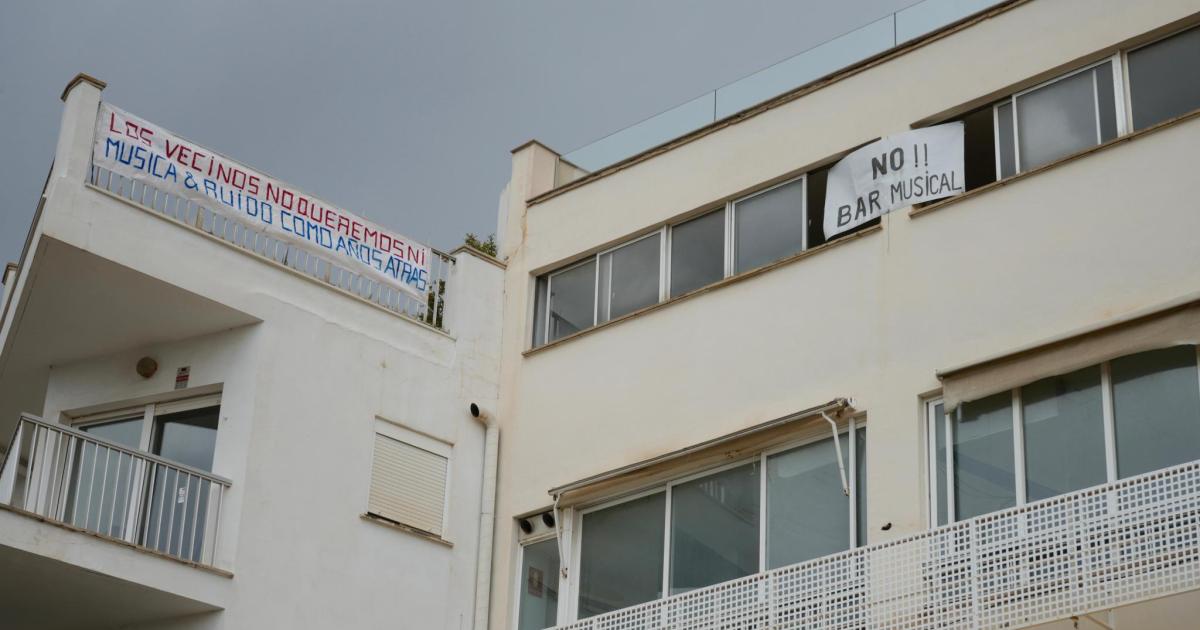 LOS VECINOS NO QUEREMOS NI
MUSICA & RUIDO COMO AÑOS ATRAS
NO !!
BAR MUSICAL